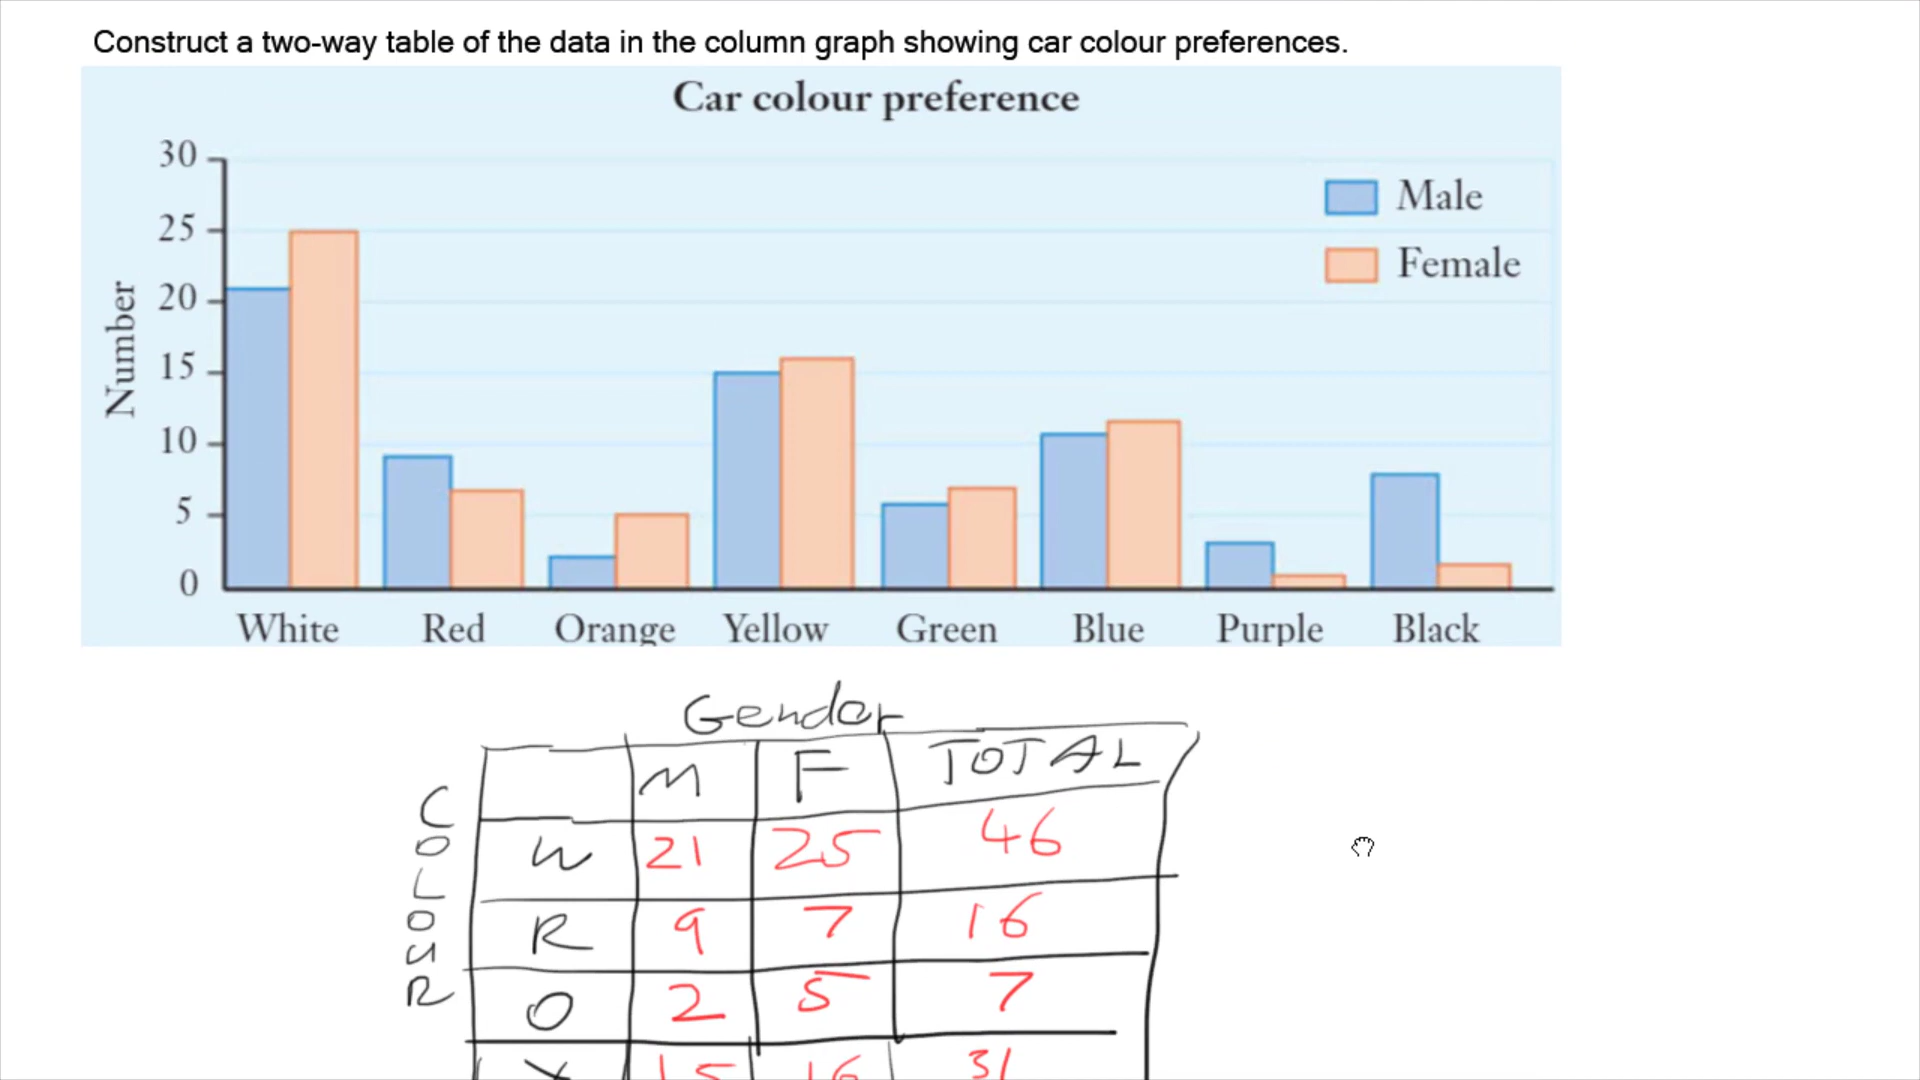 Construct a two-way table of the data in the column graph showing car colour preferences.
Car colour preference
30
25
20
15
10
5
0
Number
Male
Female
White Red Orange Yellow Green Blue Purple Black
Gender
COLOUR
M F TOTAL
W 21 25 46
R 9 7 16
O 2 5 7
Y 15 16 31